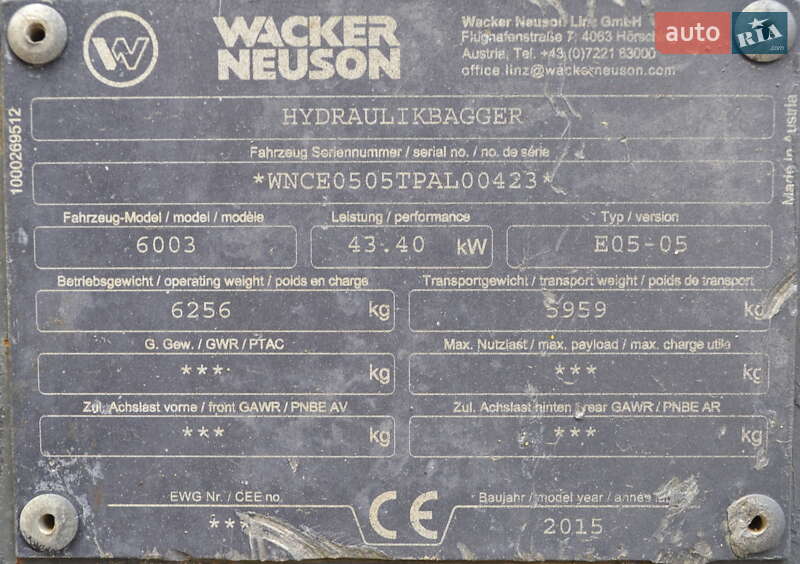 WACKER
NEUSON
Wacker Neuson Linz GmbH
Flughafenstraße 7, 4063
Austria, Tel. +43 (0)7221 63000
office.linz@wackerneuson.com
auto RIA .com
HYDRAULIKBAGGER
1000269512
Made in Austria
Fahrzeug Seriennummer / serial no. / no. de série
*WNCE0505TPAL00423*
Fahrzeug-Model / model / modèle Leistung / performance Typ / version
6003 43.40 kW E05-05
Betriebsgewicht / operating weight / poids en charge Transportgewicht / transport weight / poids de transport
6256 kg 5959 kg
G. Gew. / GWR / PTAC Max. Nutzlast / max. payload / max. charge utile
*** kg *** kg
Zul. Achslast vorne / front GAWR / PNBE AV Zul. Achslast hinten / rear GAWR / PNBE AR
*** kg *** kg
EWG Nr. / CEE no. CE Baujahr / model year /
*** 2015